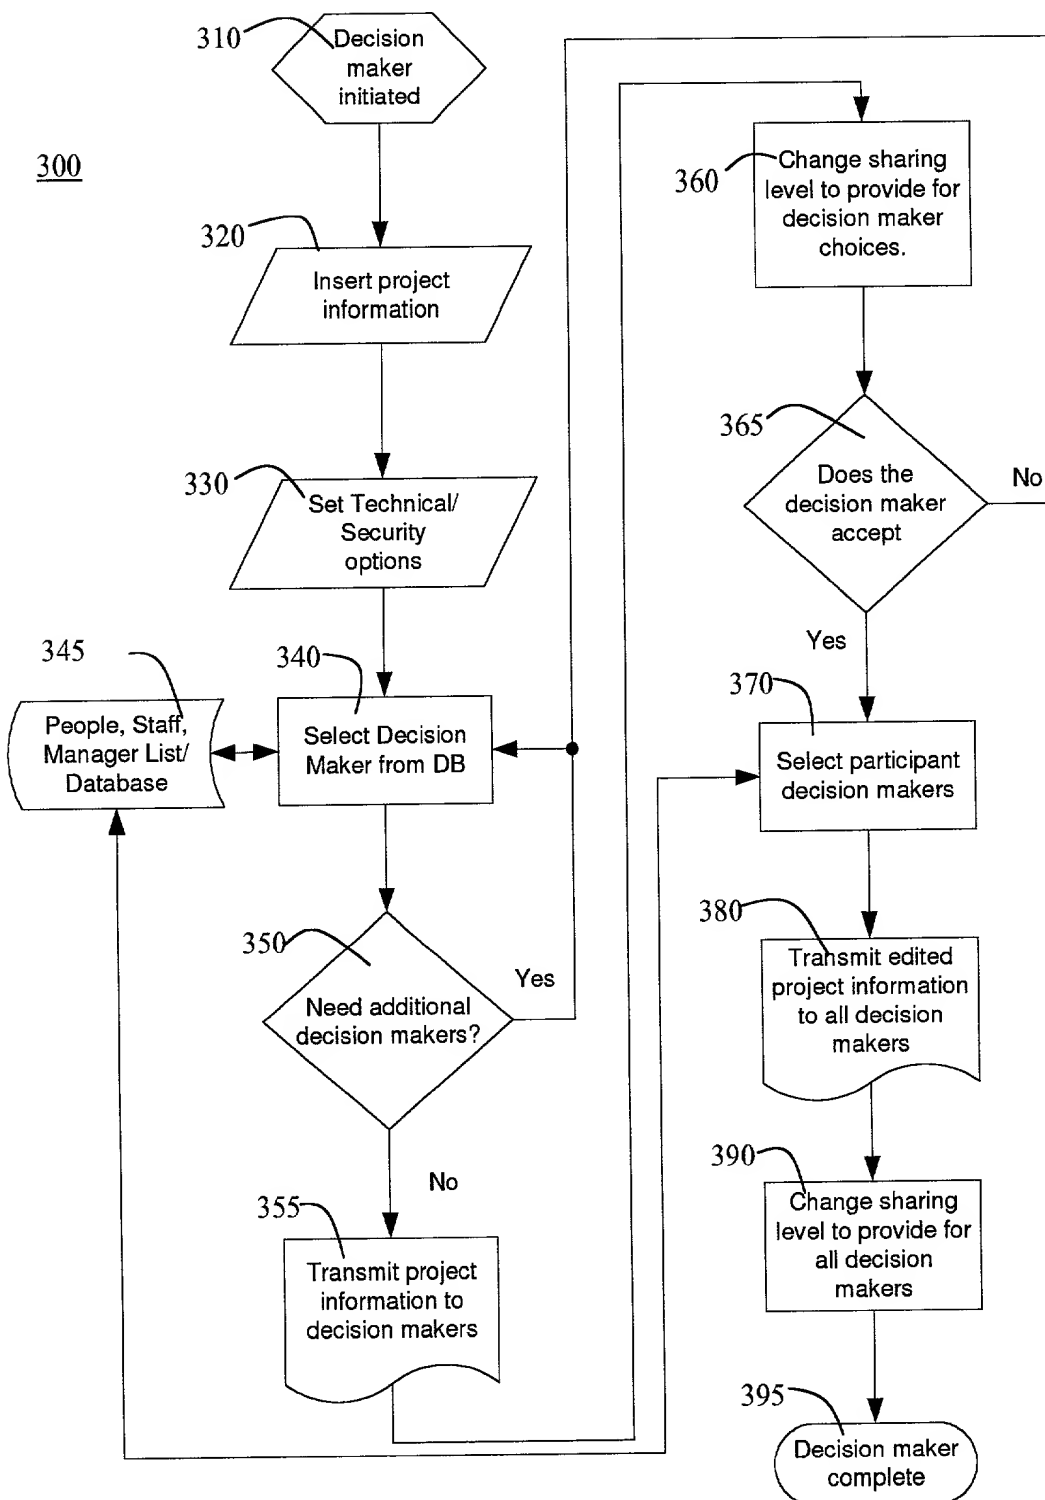 310
Decision
maker
initiated
300
320
Insert project
information
330
Set Technical/
Security
options
345
People, Staff,
Manager List/
Database
340
Select Decision
Maker from DB
350
Need additional
decision makers?
Yes
No
355
Transmit project
information to
decision makers
360
Change sharing
level to provide for
decision maker
choices.
365
Does the
decision maker
accept
No
Yes
370
Select participant
decision makers
380
Transmit edited
project information
to all decision
makers
390
Change sharing
level to provide for
all decision
makers
395
Decision maker
complete